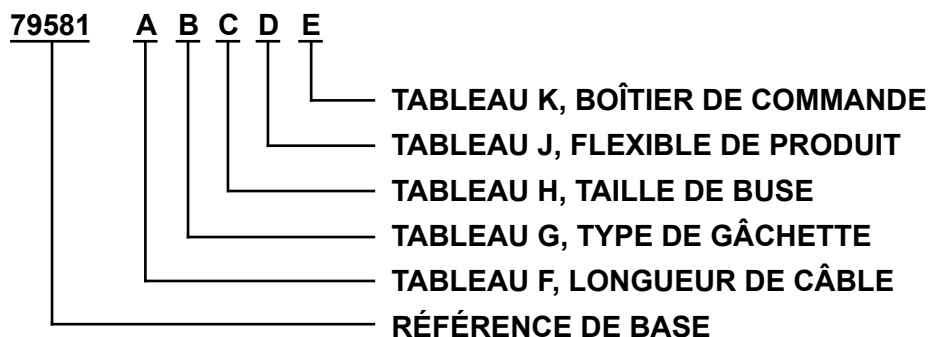 79581 A B C D E
TABLEAU K, BOÎTIER DE COMMANDE
TABLEAU J, FLEXIBLE DE PRODUIT
TABLEAU H, TAILLE DE BUSE
TABLEAU G, TYPE DE GÂCHETTE
TABLEAU F, LONGUEUR DE CÂBLE
RÉFÉRENCE DE BASE